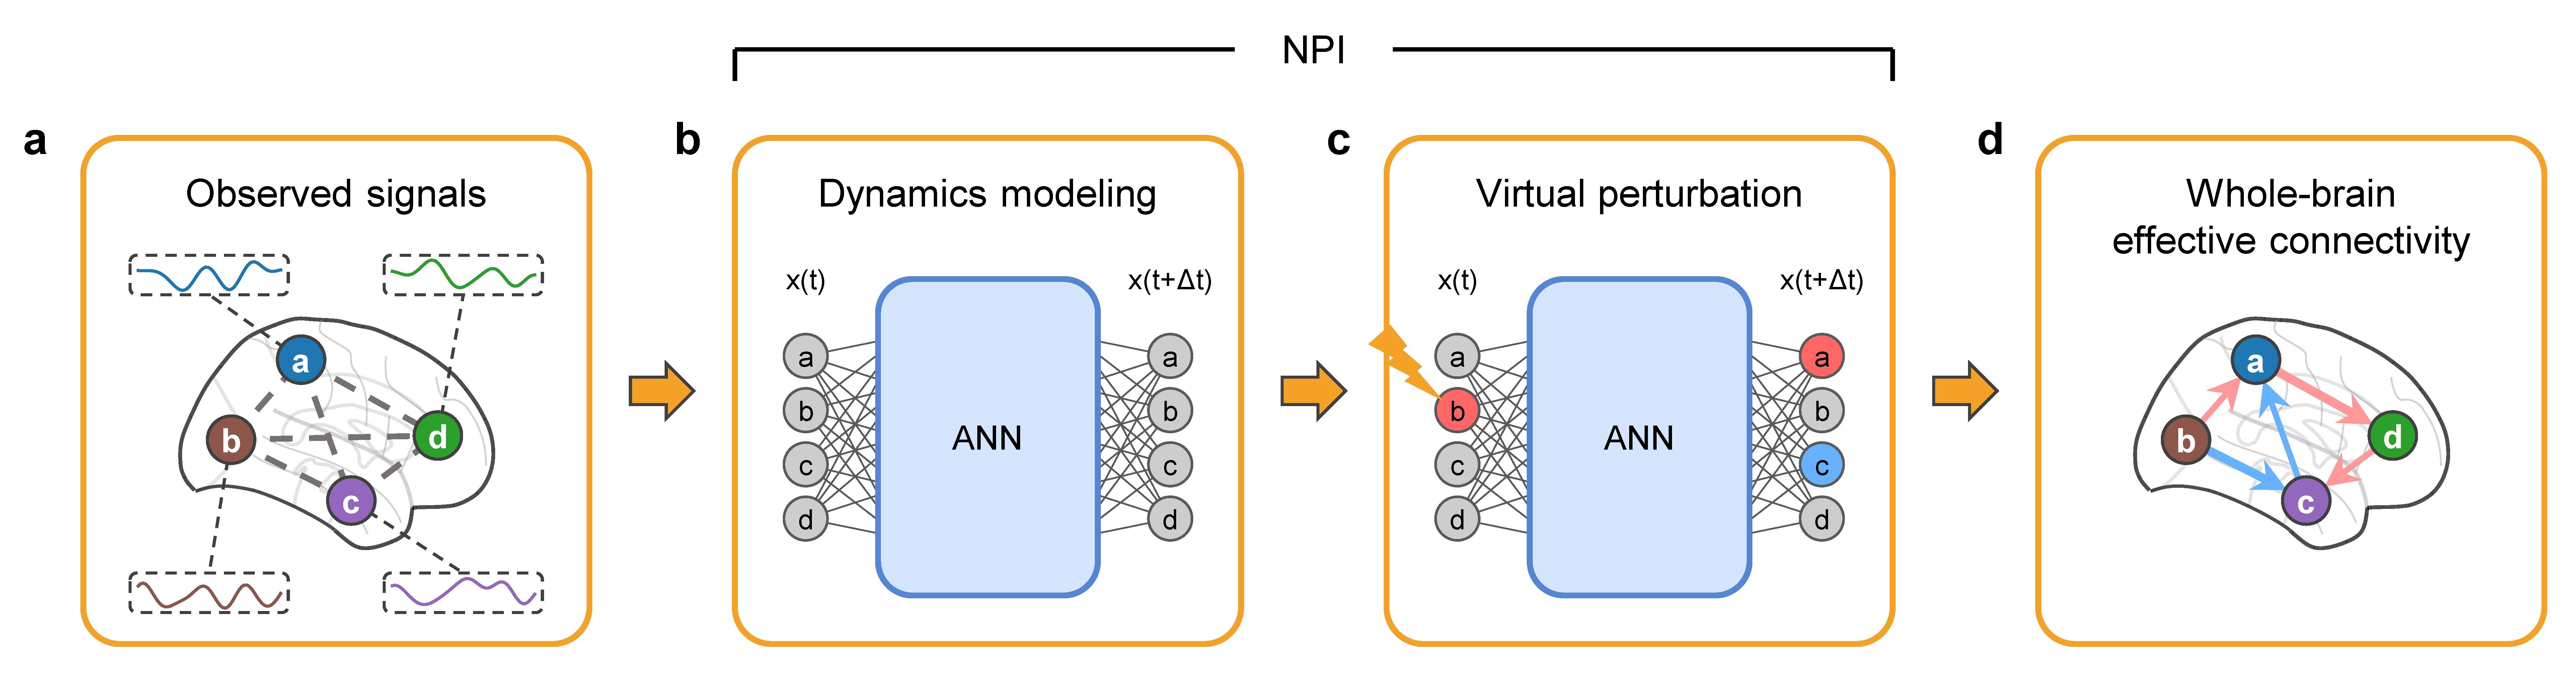 NPI
a
Observed signals
a
b
d
c
b
Dynamics modeling
x(t)
x(t+Δt)
a
b
c
d
ANN
a
b
c
d
c
Virtual perturbation
x(t)
x(t+Δt)
a
b
c
d
ANN
a
b
c
d
d
Whole-brain
effective connectivity
a
b
d
c